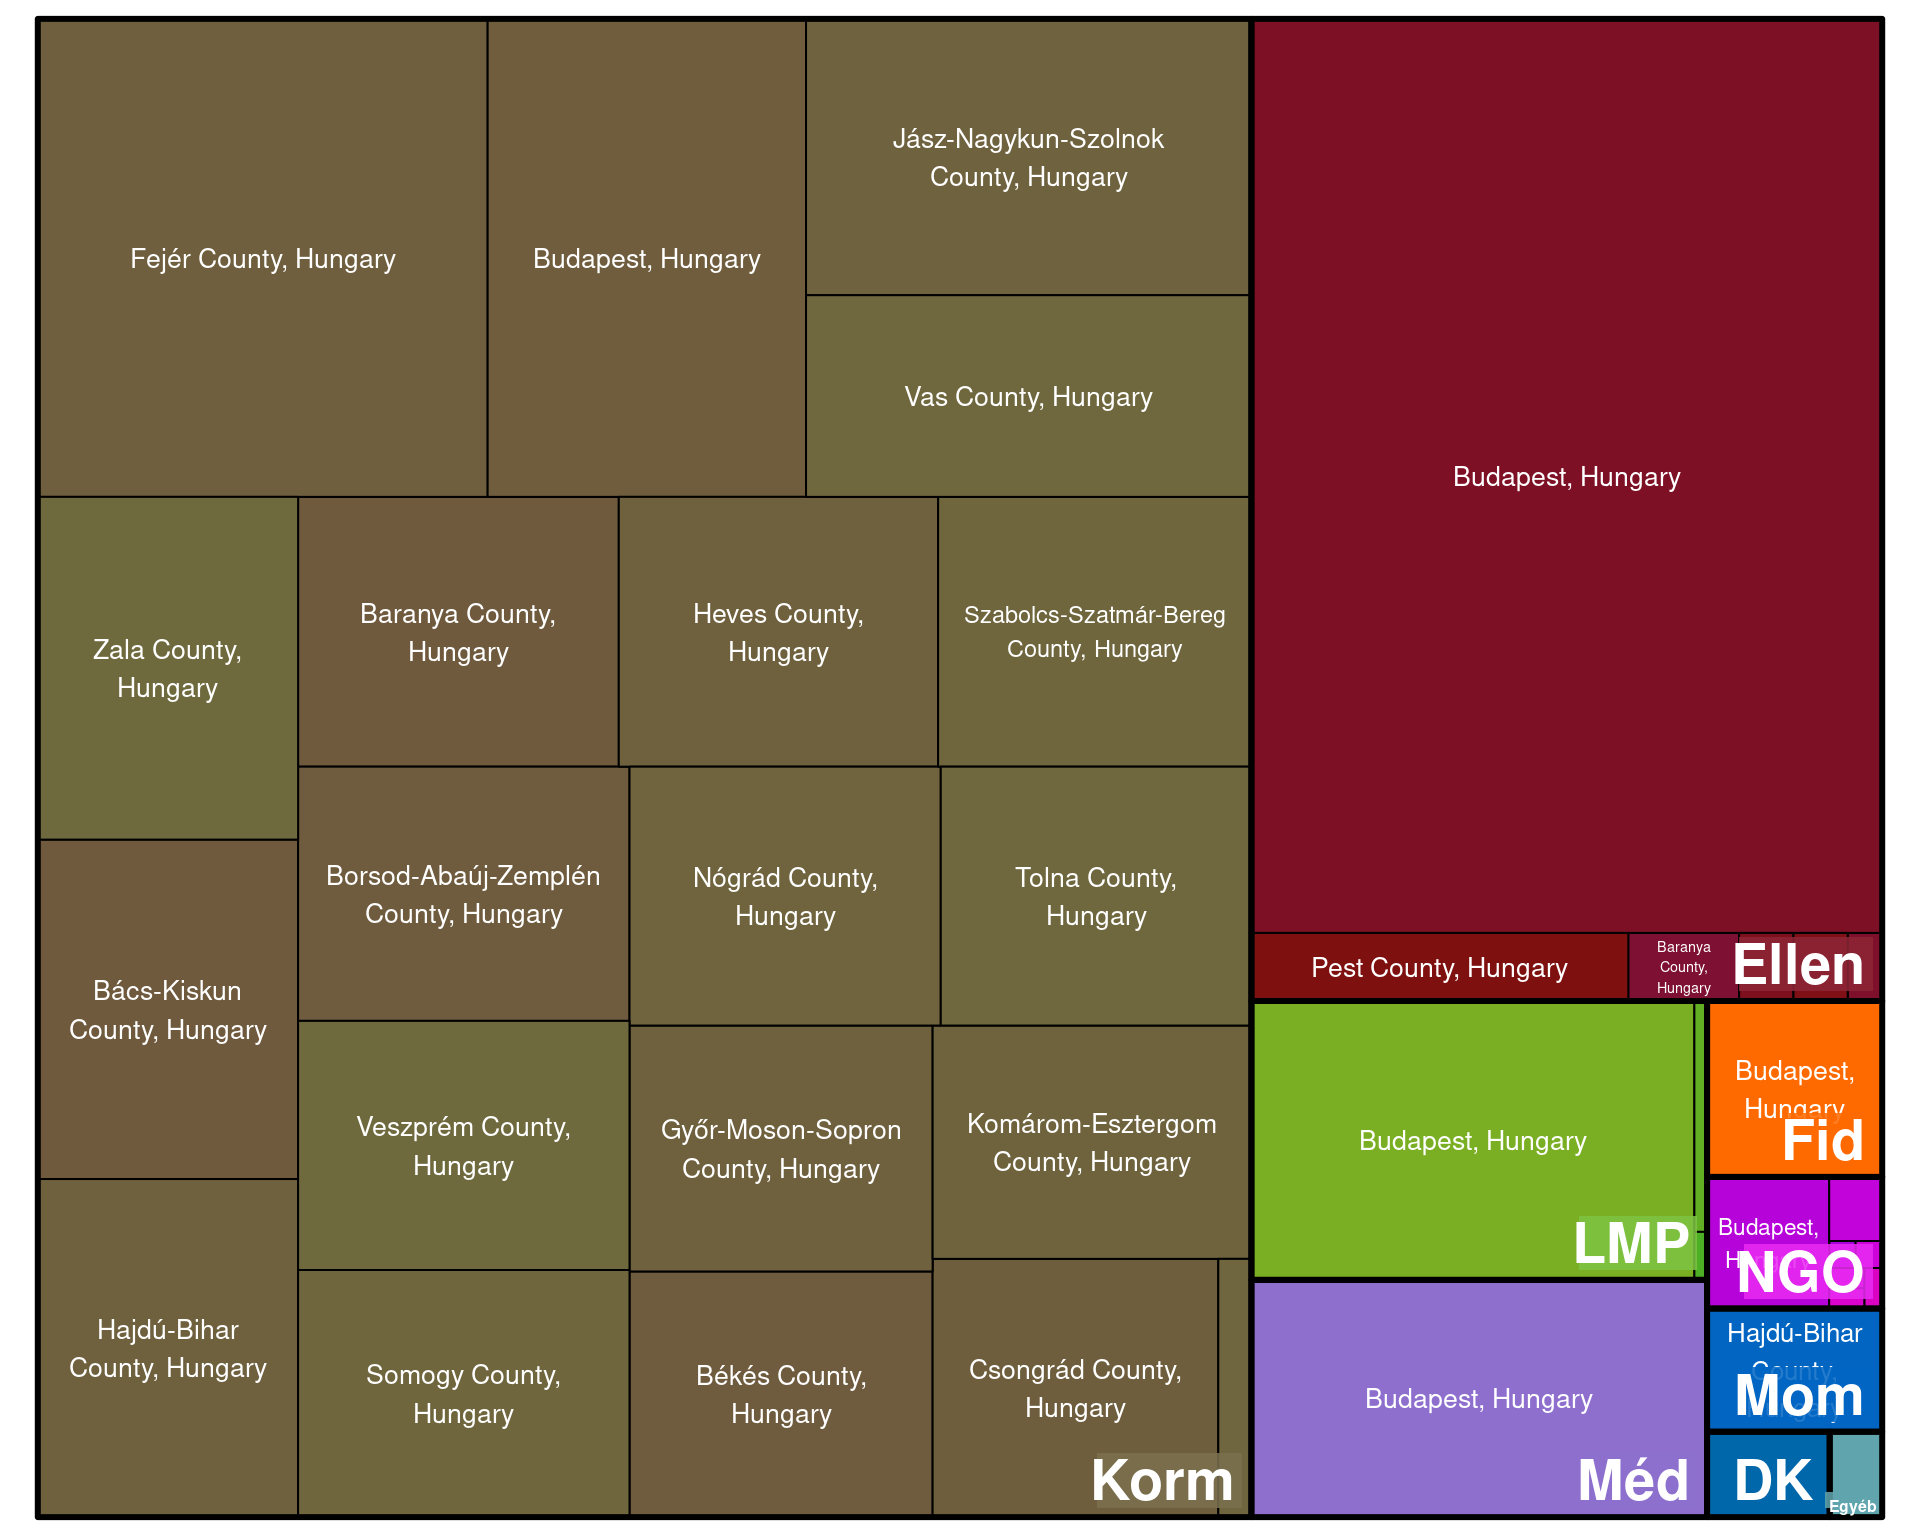 Fejér County, Hungary
Budapest, Hungary
Jász-Nagykun-Szolnok
County, Hungary
Vas County, Hungary
Zala County,
Hungary
Baranya County,
Hungary
Heves County,
Hungary
Szabolcs-Szatmár-Bereg
County, Hungary
Bács-Kiskun
County, Hungary
Borsod-Abaúj-Zemplén
County, Hungary
Nógrád County,
Hungary
Tolna County,
Hungary
Hajdú-Bihar
County, Hungary
Veszprém County,
Hungary
Győr-Moson-Sopron
County, Hungary
Komárom-Esztergom
County, Hungary
Somogy County,
Hungary
Békés County,
Hungary
Csongrád County,
Hungary
Korm
Budapest, Hungary
Pest County, Hungary
Baranya
County,
Hungary
Ellen
Budapest, Hungary
LMP
Budapest, Hungary
Méd
Budapest,
Hungary
Fid
Budapest,
NGO
Hajdú-Bihar
County,
Mom
DK
Egyéb